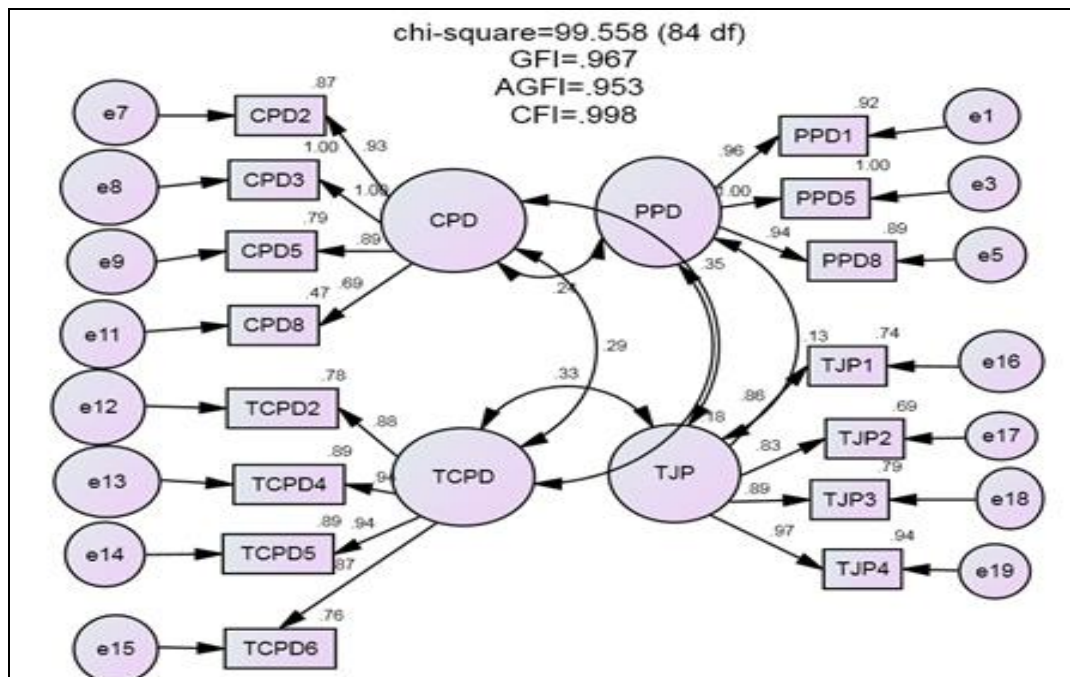 chi-square=99.558 (84 df)
GFI=.967
AGFI=.953
CFI=.998
e7
.87
CPD2
.93
e8
1.00
CPD3
1.00
e9
.79
CPD5
.89
e11
.47
CPD8
.69
CPD
PPD
.96
.92
PPD1
e1
1.00
1.00
PPD5
e3
.94
.89
PPD8
e5
.35
.24
.29
.33
.13
.18
e12
.78
TCPD2
.88
e13
.89
TCPD4
.94
e14
.89
TCPD5
.94
e15
.76
TCPD6
.87
TCPD
TJP
.86
.74
TJP1
e16
.83
.69
TJP2
e17
.89
.79
TJP3
e18
.97
.94
TJP4
e19